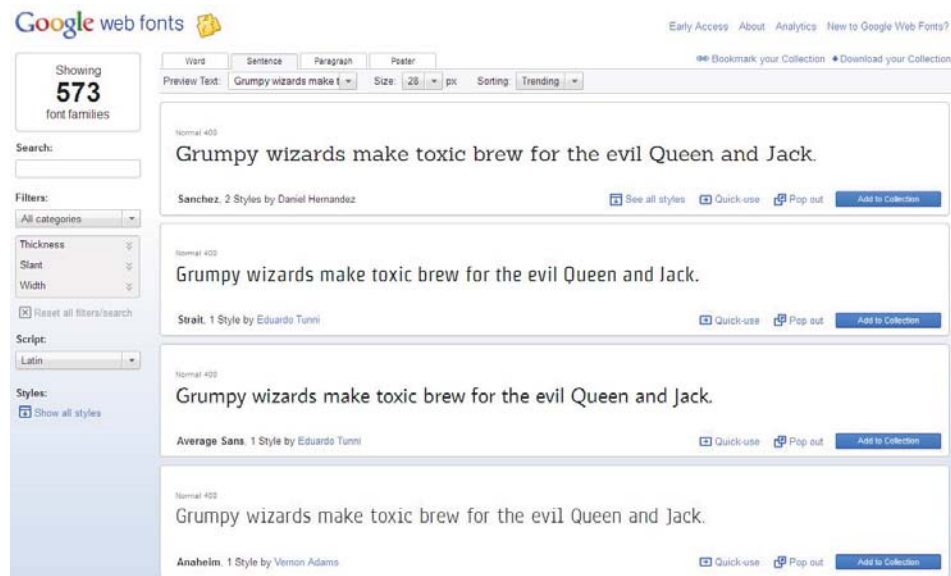 Google web fonts
Early Access About Analytics New to Google Web Fonts?
Bookmark your Collection Download your Collection
Showing
573
font families
Search:
Filters:
All categories
Thickness
Slant
Width
Reset all filters/search
Script:
Latin
Styles:
Show all styles
Word Sentence Paragraph Poster
Preview Text: Grumpy wizards make t Size: 28 px Sorting: Trending
Normal 400
Grumpy wizards make toxic brew for the evil Queen and Jack.
Sanchez, 2 Styles by Daniel Hernandez See all styles Quick-use Pop out Add to Collection
Normal 400
Grumpy wizards make toxic brew for the evil Queen and Jack.
Strait, 1 Style by Eduardo Tunni Quick-use Pop out Add to Collection
Normal 400
Grumpy wizards make toxic brew for the evil Queen and Jack.
Average Sans, 1 Style by Eduardo Tunni Quick-use Pop out Add to Collection
Normal 400
Grumpy wizards make toxic brew for the evil Queen and Jack.
Anaheim, 1 Style by Vernon Adams Quick-use Pop out Add to Collection